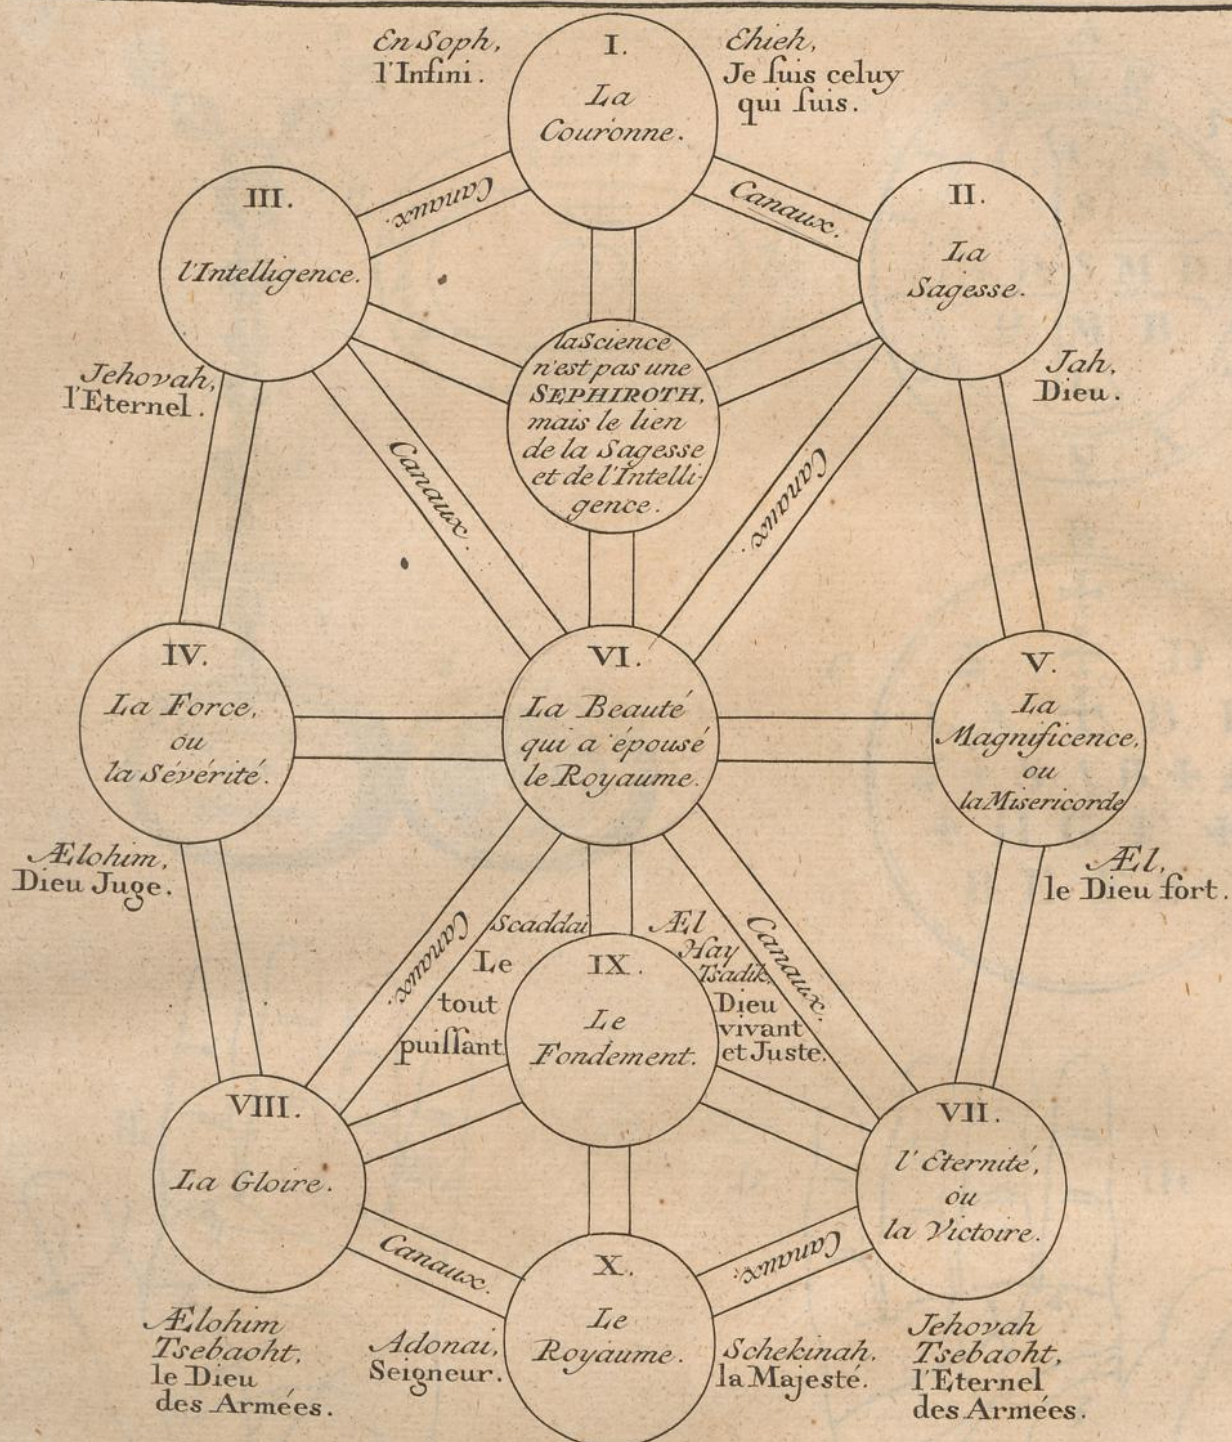 En Soph,
l'Infini.
I.
La
Couronne.
Ehieh,
Je ſuis celuy
qui ſuis.
Canaux.
Canaux.
III.
l'Intelligence.
II.
La
Sagesse.
Jehovah,
l'Eternel.
la Science
n'est pas une
SEPHIROTH,
mais le lien
de la Sagesse
et de l'Intelli-
gence.
Jah,
Dieu.
Canaux.
Canaux.
IV.
La Force,
ou
la Sévérité.
VI.
La Beauté
qui a épousé
le Royaume.
V.
La
Magnificence,
ou
la Misericorde
Ælohim,
Dieu Juge.
Æl,
le Dieu fort.
Canaux.
Scaddai
Le
tout
puiſſant
IX.
Le
Fondement.
Æl
Hay
Tsadik,
Dieu
vivant
et Juste.
Canaux.
VIII.
La Gloire.
VII.
l'Eternité,
ou
la Victoire.
Canaux.
Canaux.
Ælohim
Tsebaoht,
le Dieu
des Armées.
Adonai,
Seigneur.
X.
Le
Royaume.
Schekinah,
la Majesté.
Jehovah
Tsebaoht,
l'Eternel
des Armées.